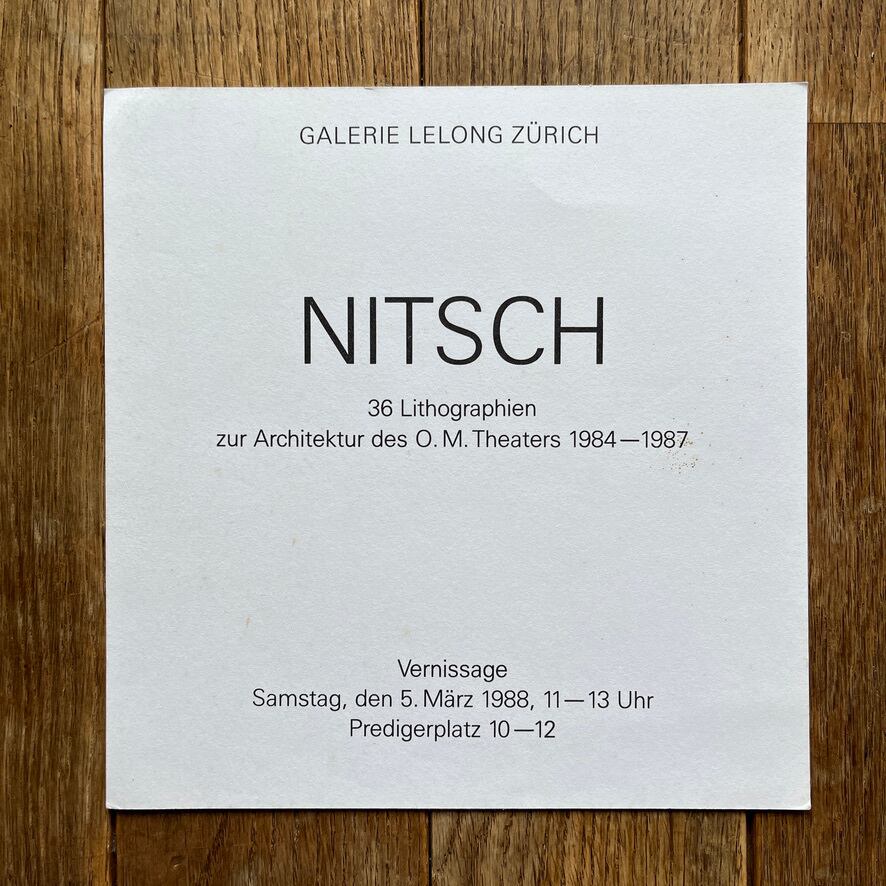 GALERIE LELONG ZÜRICH
NITSCH
36 Lithographien
zur Architektur des O. M. Theaters 1984—1987
Vernissage
Samstag, den 5. März 1988, 11—13 Uhr
Predigerplatz 10—12